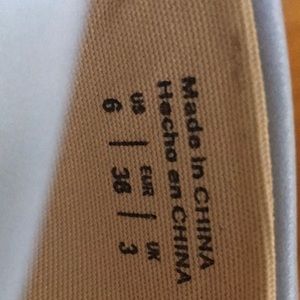 Made in CHINA
Hecho en CHINA
US | EUR | UK
6 | 36 | 3